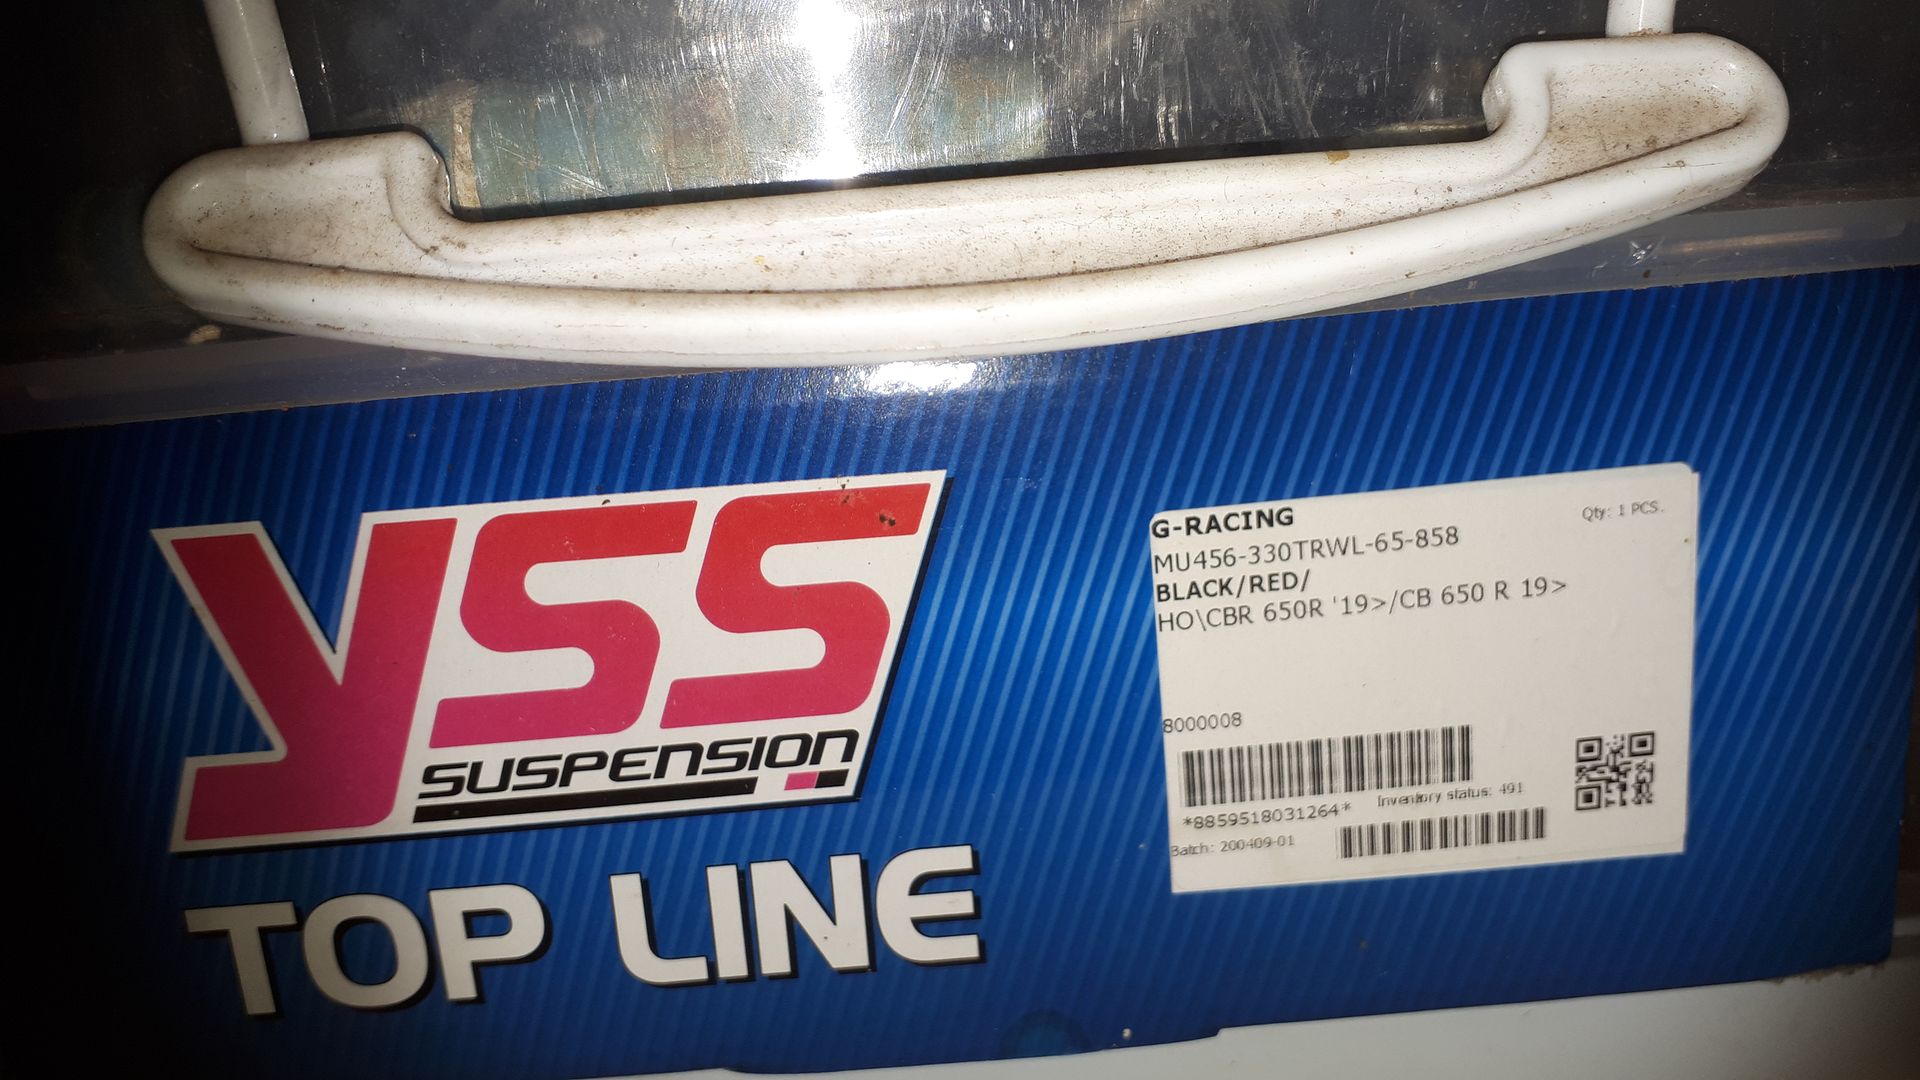 YSS
SUSPENSION
TOP LINE
G-RACING
Qty: 1 PCS.
MU456-330TRWL-65-858
BLACK/RED/
HO\CBR 650R '19>/CB 650 R 19>
8000008
*8859518031264*
Inventory status: 491
Batch: 200409-01